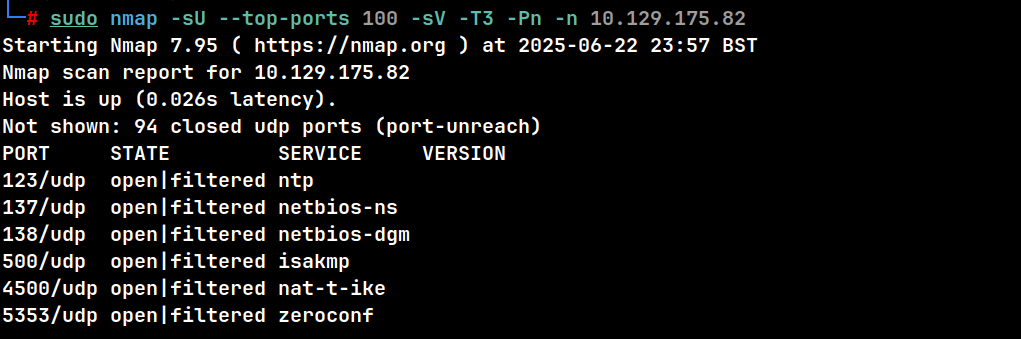 # sudo nmap -sU --top-ports 100 -sV -T3 -Pn -n 10.129.175.82
Starting Nmap 7.95 ( https://nmap.org ) at 2025-06-22 23:57 BST
Nmap scan report for 10.129.175.82
Host is up (0.026s latency).
Not shown: 94 closed udp ports (port-unreach)
PORT     STATE         SERVICE     VERSION
123/udp  open|filtered ntp
137/udp  open|filtered netbios-ns
138/udp  open|filtered netbios-dgm
500/udp  open|filtered isakmp
4500/udp open|filtered nat-t-ike
5353/udp open|filtered zeroconf